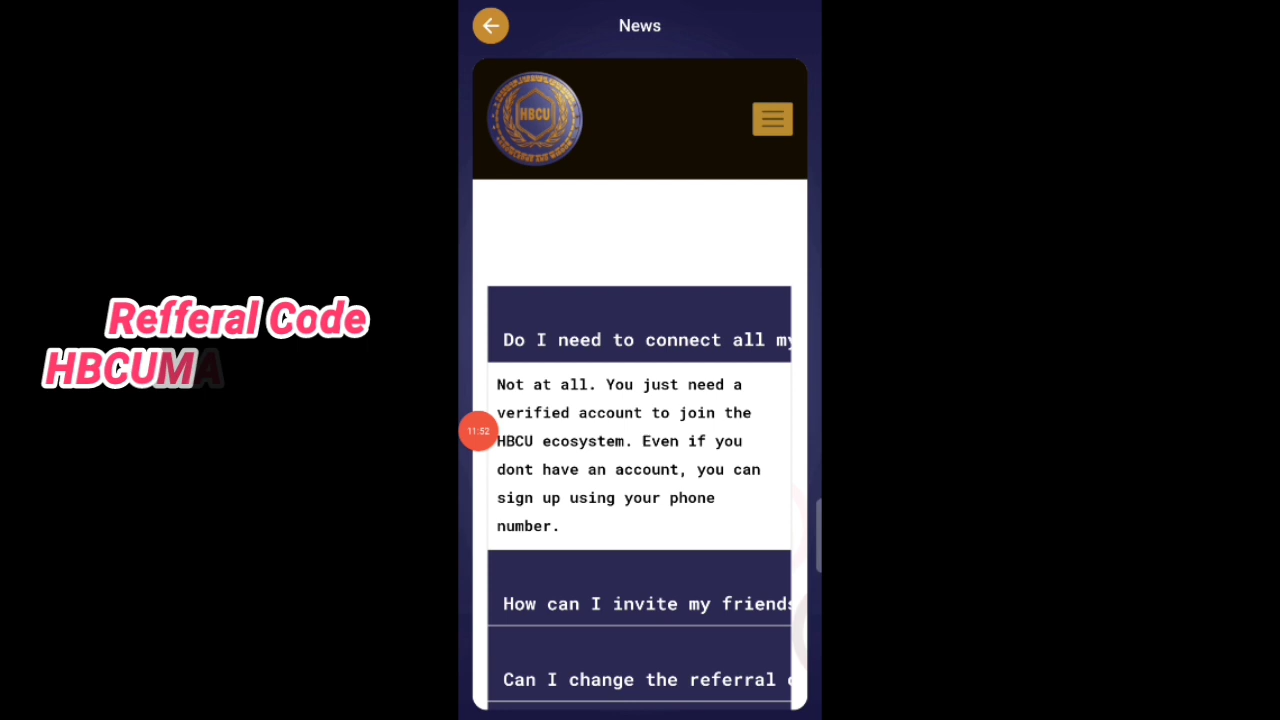 News
HBCU
Refferal Code
HBCUMA
Do I need to connect all my
Not at all. You just need a
verified account to join the
HBCU ecosystem. Even if you
dont have an account, you can
sign up using your phone
number.
11:52
How can I invite my friends
Can I change the referral